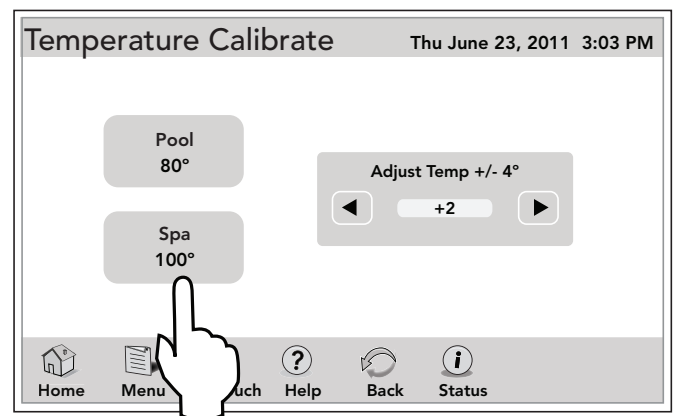 Temperature Calibrate
Thu June 23, 2011 3:03 PM
Pool
80°
Adjust Temp +/- 4°
+2
Spa
100°
Home Menu Help Back Status